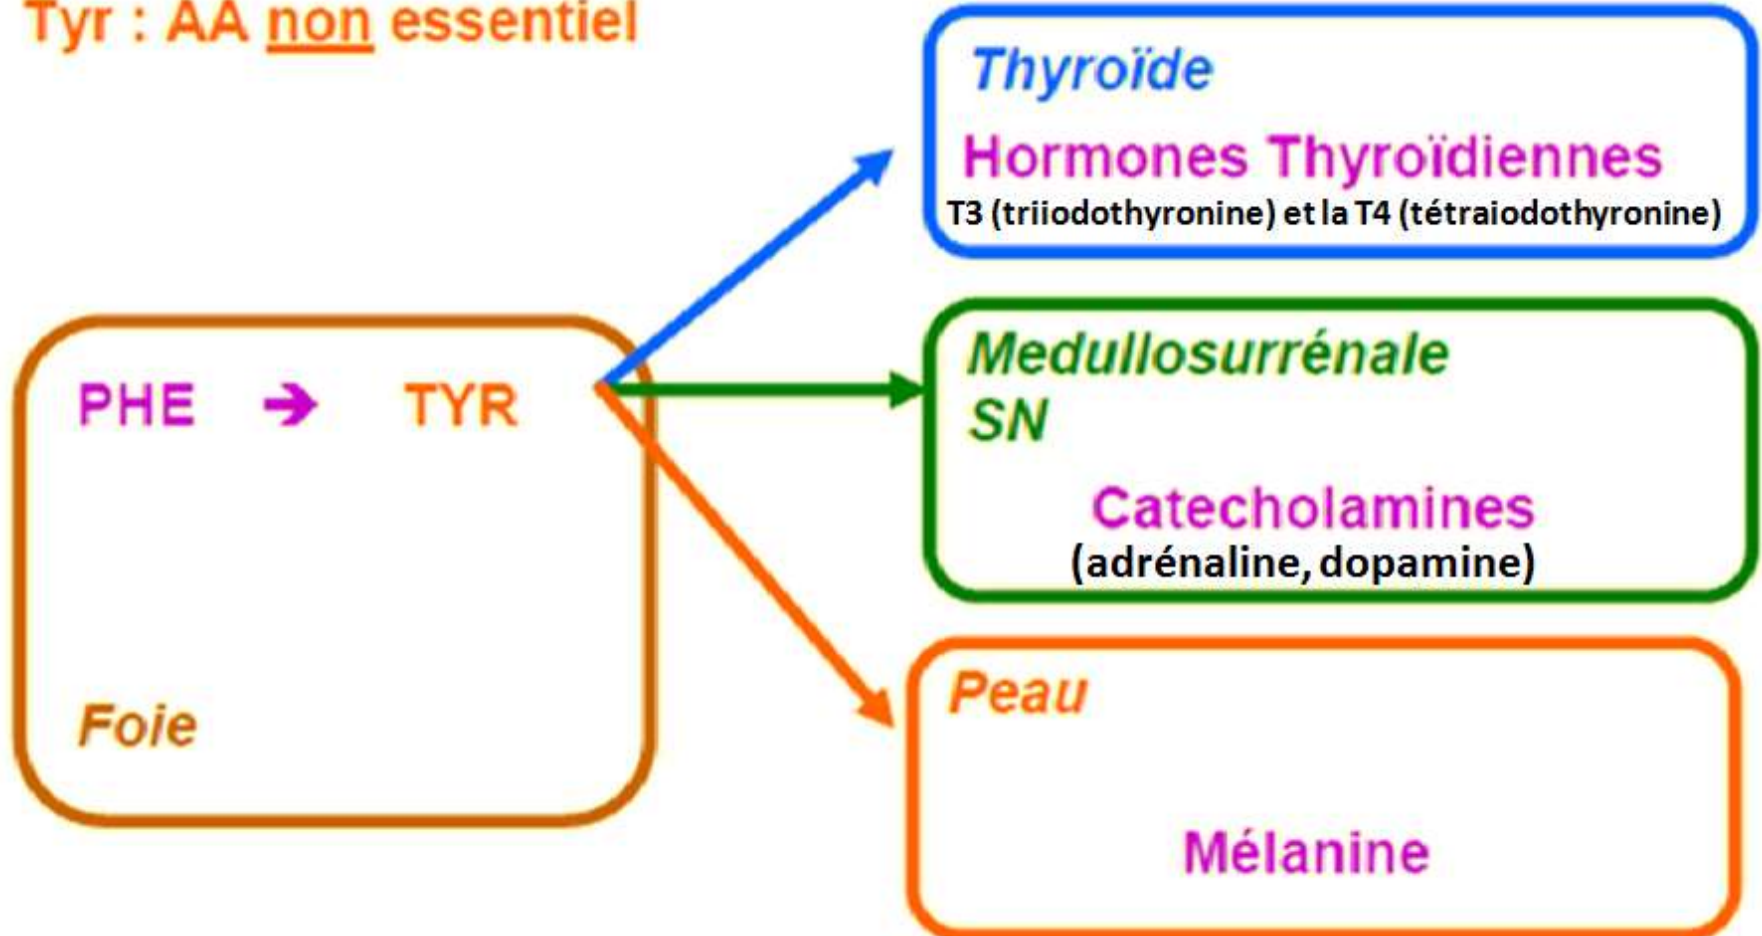 Tyr : AA non essentiel
Thyroïde
Hormones Thyroïdiennes
T3 (triiodothyronine) et la T4 (tétraiodothyronine)
PHE ➔ TYR
Foie
Medullosurrénale
SN
Catecholamines
(adrénaline, dopamine)
Peau
Mélanine